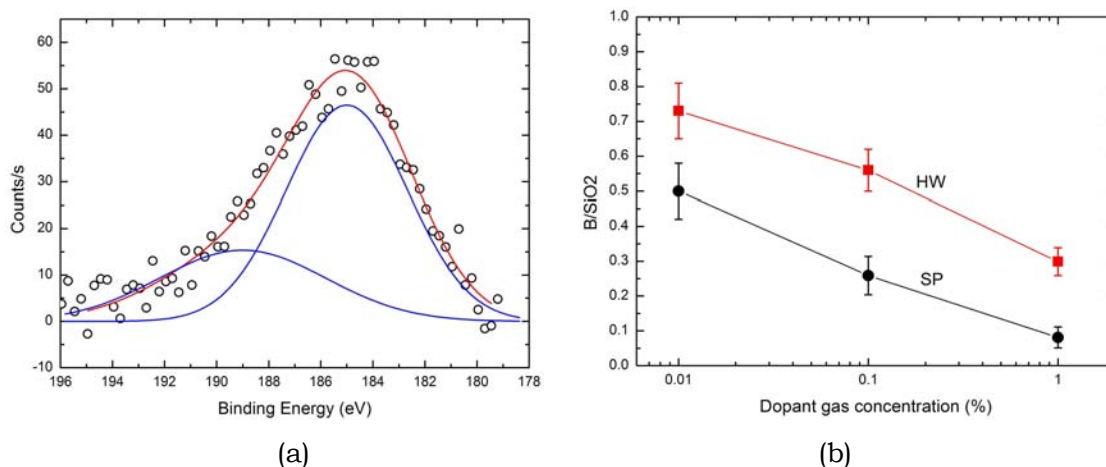 60
50
40
30
20
10
0
-10
Counts/s
196 194 192 190 188 186 184 182 180 178
Binding Energy (eV)
(a)
1.0
0.9
0.8
0.7
0.6
0.5
0.4
0.3
0.2
0.1
0.0
B/SiO2
HW
SP
0.01 0.1 1
Dopant gas concentration (%)
(b)